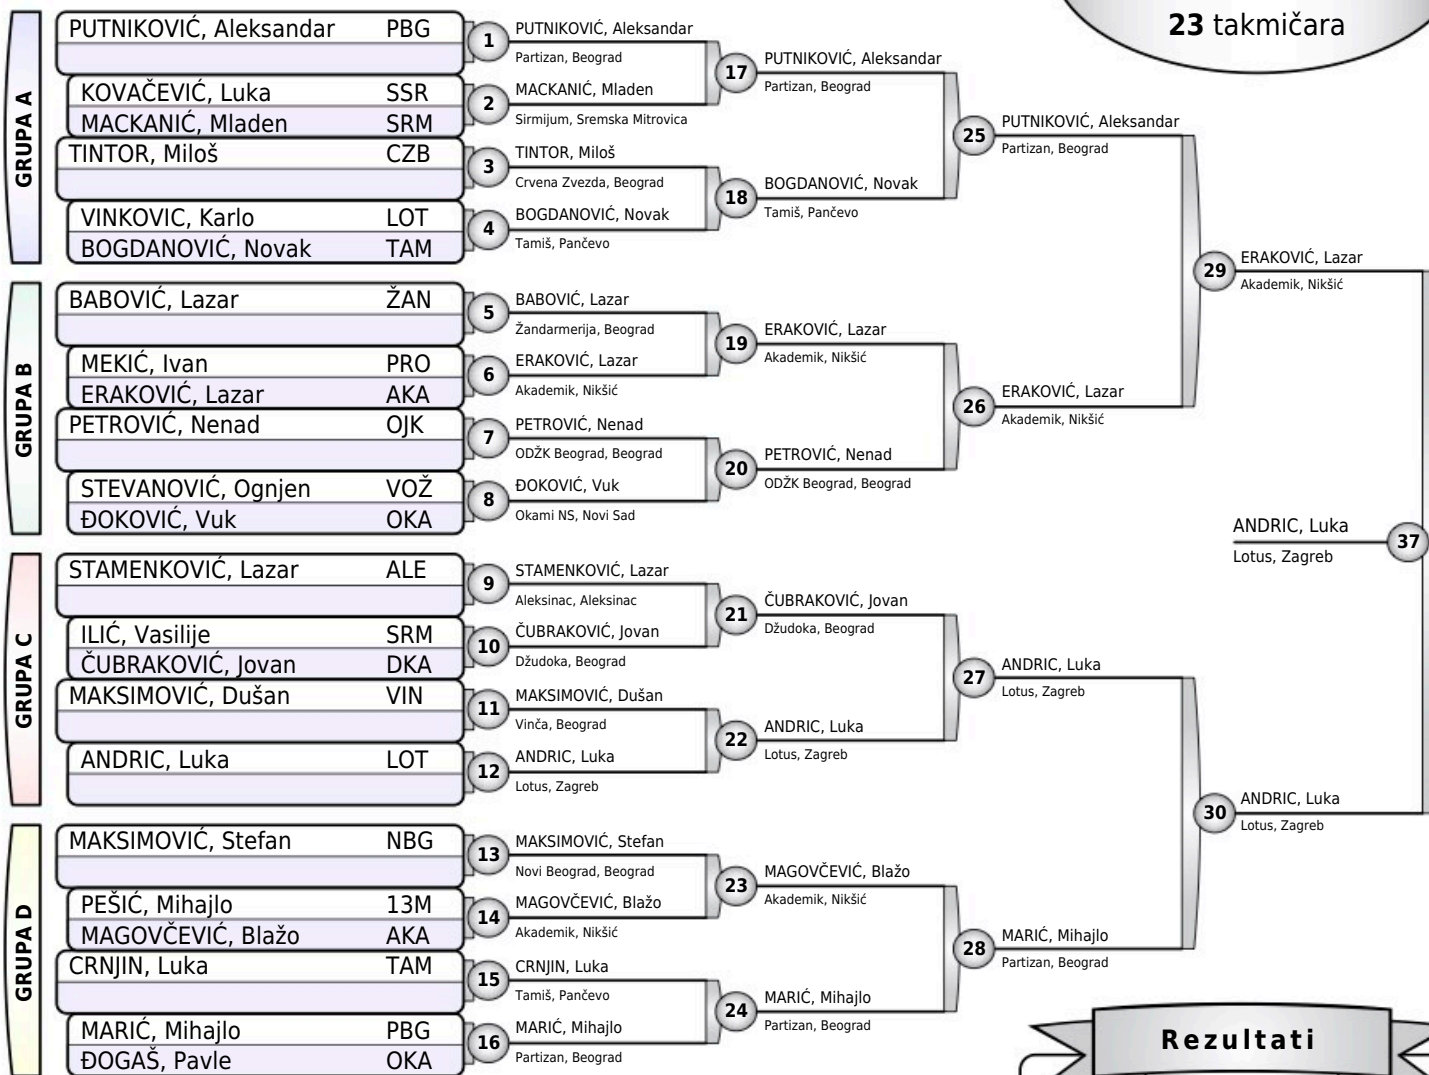 23 takmičara
GRUPA A
PUTNIKOVIĆ, Aleksandar PBG
KOVAČEVIĆ, Luka SSR
MACKANIĆ, Mladen SRM
TINTOR, Miloš CZB
VINKOVIC, Karlo LOT
BOGDANOVIĆ, Novak TAM
GRUPA B
BABOVIĆ, Lazar ŽAN
MEKIĆ, Ivan PRO
ERAKOVIĆ, Lazar AKA
PETROVIĆ, Nenad OJK
STEVANOVIĆ, Ognjen VOŽ
ĐOKOVIĆ, Vuk OKA
GRUPA C
STAMENKOVIĆ, Lazar ALE
ILIĆ, Vasilije SRM
ČUBRAKOVIĆ, Jovan DKA
MAKSIMOVIĆ, Dušan VIN
ANDRIC, Luka LOT
GRUPA D
MAKSIMOVIĆ, Stefan NBG
PEŠIĆ, Mihajlo 13M
MAGOVČEVIĆ, Blažo AKA
CRNJIN, Luka TAM
MARIĆ, Mihajlo PBG
ĐOGAŠ, Pavle OKA
1 PUTNIKOVIĆ, Aleksandar
Partizan, Beograd
2 MACKANIĆ, Mladen
Sirmijum, Sremska Mitrovica
3 TINTOR, Miloš
Crvena Zvezda, Beograd
4 BOGDANOVIĆ, Novak
Tamiš, Pančevo
5 BABOVIĆ, Lazar
Žandarmerija, Beograd
6 ERAKOVIĆ, Lazar
Akademik, Nikšić
7 PETROVIĆ, Nenad
ODŽK Beograd, Beograd
8 ĐOKOVIĆ, Vuk
Okami NS, Novi Sad
9 STAMENKOVIĆ, Lazar
Aleksinac, Aleksinac
10 ČUBRAKOVIĆ, Jovan
Džudoka, Beograd
11 MAKSIMOVIĆ, Dušan
Vinča, Beograd
12 ANDRIC, Luka
Lotus, Zagreb
13 MAKSIMOVIĆ, Stefan
Novi Beograd, Beograd
14 MAGOVČEVIĆ, Blažo
Akademik, Nikšić
15 CRNJIN, Luka
Tamiš, Pančevo
16 MARIĆ, Mihajlo
Partizan, Beograd
17 PUTNIKOVIĆ, Aleksandar
Partizan, Beograd
18 BOGDANOVIĆ, Novak
Tamiš, Pančevo
19 ERAKOVIĆ, Lazar
Akademik, Nikšić
20 PETROVIĆ, Nenad
ODŽK Beograd, Beograd
21 ČUBRAKOVIĆ, Jovan
Džudoka, Beograd
22 ANDRIC, Luka
Lotus, Zagreb
23 MAGOVČEVIĆ, Blažo
Akademik, Nikšić
24 MARIĆ, Mihajlo
Partizan, Beograd
25 PUTNIKOVIĆ, Aleksandar
Partizan, Beograd
26 ERAKOVIĆ, Lazar
Akademik, Nikšić
27 ANDRIC, Luka
Lotus, Zagreb
28 MARIĆ, Mihajlo
Partizan, Beograd
29 ERAKOVIĆ, Lazar
Akademik, Nikšić
30 ANDRIC, Luka
Lotus, Zagreb
ANDRIC, Luka 37
Lotus, Zagreb
Rezultati